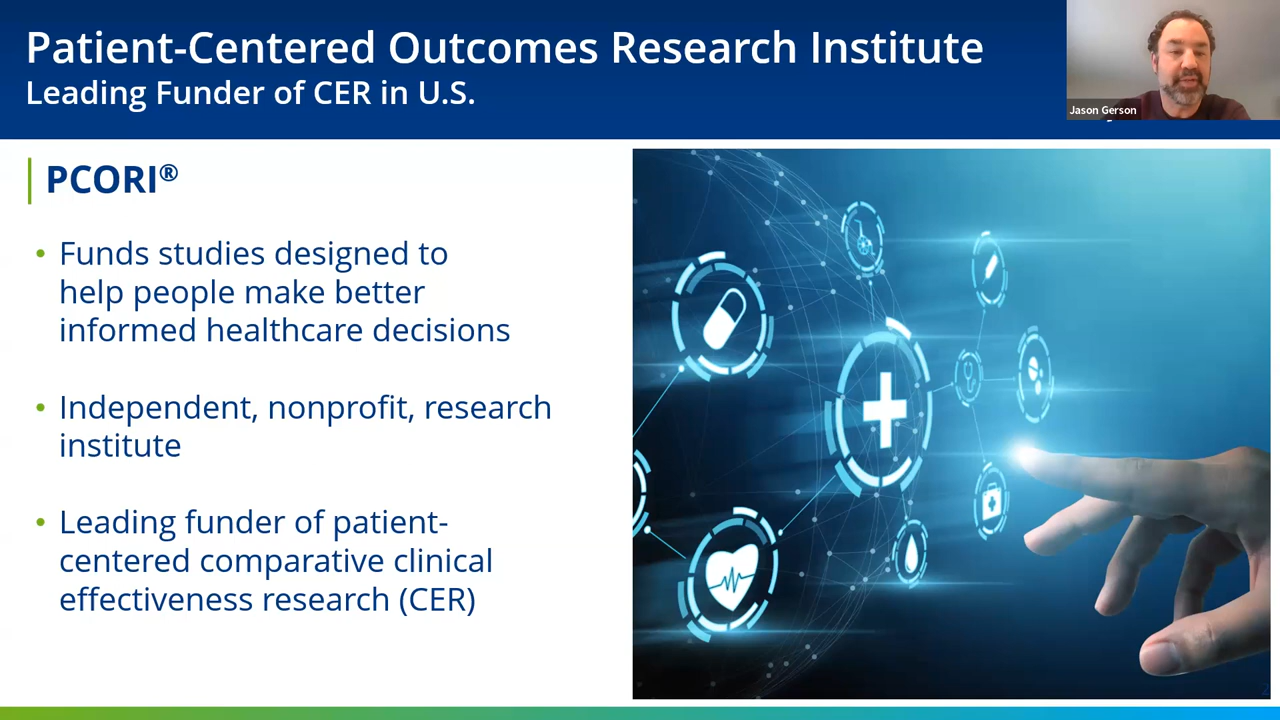 Patient-Centered Outcomes Research Institute
Leading Funder of CER in U.S.
Jason Gerson
PCORI®
• Funds studies designed to
help people make better
informed healthcare decisions
• Independent, nonprofit, research
institute
• Leading funder of patient-
centered comparative clinical
effectiveness research (CER)
2